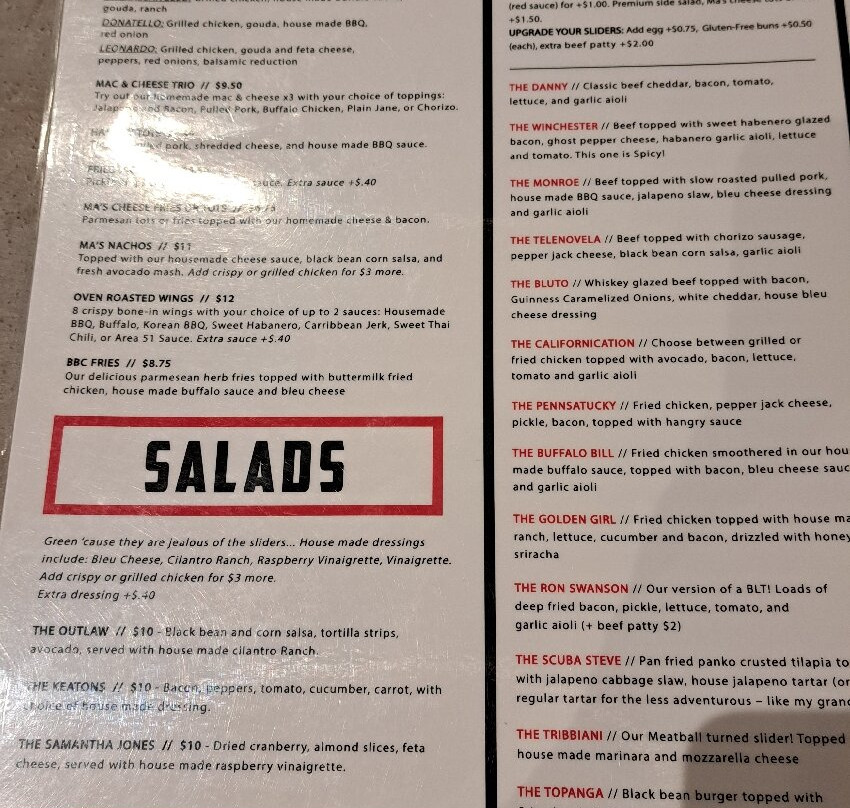 gouda, ranch
DONATELLO: Grilled chicken, gouda, house made BBQ,
red onion
LEONARDO: Grilled chicken, gouda and feta cheese,
peppers, red onions, balsamic reduction
MAC & CHEESE TRIO // $9.50
Try out our homemade mac & cheese x3 with your choice of toppings:
Jalapeno and Bacon, Pulled Pork, Buffalo Chicken, Plain Jane, or Chorizo.
pork, shredded cheese, and house made BBQ sauce.
sauce. Extra sauce +$.40
MA'S CHEESE FRIES OR TOTS //
Parmesan tots or fries topped with our homemade cheese & bacon.
MA'S NACHOS // $11
Topped with our housemade cheese sauce, black bean corn salsa, and
fresh avocado mash. Add crispy or grilled chicken for $3 more.
OVEN ROASTED WINGS // $12
8 crispy bone-in wings with your choice of up to 2 sauces: Housemade
BBQ, Buffalo, Korean BBQ, Sweet Habanero, Carribbean Jerk, Sweet Thai
Chili, or Area 51 Sauce. Extra sauce +$.40
BBC FRIES // $8.75
Our delicious parmesean herb fries topped with buttermilk fried
chicken, house made buffalo sauce and bleu cheese
SALADS
Green 'cause they are jealous of the sliders... House made dressings
include: Bleu Cheese, Cilantro Ranch, Raspberry Vinaigrette, Vinaigrette.
Add crispy or grilled chicken for $3 more.
Extra dressing +$.40
THE OUTLAW // $10 - Black bean and corn salsa, tortilla strips,
avocado, served with house made cilantro Ranch.
THE KEATONS // $10 - Bacon, peppers, tomato, cucumber, carrot, with
choice of house made dressing.
THE SAMANTHA JONES // $10 - Dried cranberry, almond slices, feta
cheese, served with house made raspberry vinaigrette.
(red sauce) for +$1.00. Premium side salad, Ma's cheese
+$1.50.
UPGRADE YOUR SLIDERS: Add egg +$0.75, Gluten-Free buns +$0.50
(each), extra beef patty +$2.00
THE DANNY // Classic beef cheddar, bacon, tomato,
lettuce, and garlic aioli
THE WINCHESTER // Beef topped with sweet habenero glazed
bacon, ghost pepper cheese, habanero garlic aioli, lettuce
and tomato. This one is Spicy!
THE MONROE // Beef topped with slow roasted pulled pork,
house made BBQ sauce, jalapeno slaw, bleu cheese dressing
and garlic aioli
THE TELENOVELA // Beef topped with chorizo sausage,
pepper jack cheese, black bean corn salsa, garlic aioli
THE BLUTO // Whiskey glazed beef topped with bacon,
Guinness Caramelized Onions, white cheddar, house bleu
cheese dressing
THE CALIFORNICATION // Choose between grilled or
fried chicken topped with avocado, bacon, lettuce,
tomato and garlic aioli
THE PENNSATUCKY // Fried chicken, pepper jack cheese,
pickle, bacon, topped with hangry sauce
THE BUFFALO BILL // Fried chicken smoothered in our hou
made buffalo sauce, topped with bacon, bleu cheese sauc
and garlic aioli
THE GOLDEN GIRL // Fried chicken topped with house ma
ranch, lettuce, cucumber and bacon, drizzled with honey
sriracha
THE RON SWANSON // Our version of a BLT! Loads of
deep fried bacon, pickle, lettuce, tomato, and
garlic aioli (+ beef patty $2)
THE SCUBA STEVE // Pan fried panko crusted tilapia to
with jalapeno cabbage slaw, house jalapeno tartar (or
regular tartar for the less adventurous – like my gran
THE TRIBBIANI // Our Meatball turned slider! Topped
house made marinara and mozzarella cheese
THE TOPANGA // Black bean burger topped with